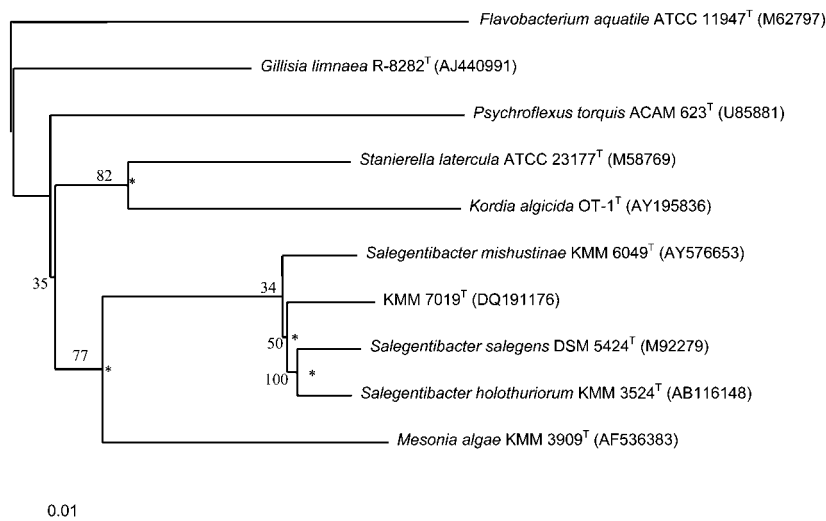 Flavobacterium aquatile ATCC 11947T (M62797)
Gillisia limnaea R-8282T (AJ440991)
Psychroflexus torquis ACAM 623T (U85881)
82
*
Stanierella latercula ATCC 23177T (M58769)
Kordia algicida OT-1T (AY195836)
Salegentibacter mishustinae KMM 6049T (AY576653)
35
34
KMM 7019T (DQ191176)
50
*
Salegentibacter salegens DSM 5424T (M92279)
77
*
100
*
Salegentibacter holothuriorum KMM 3524T (AB116148)
Mesonia algae KMM 3909T (AF536383)
0.01